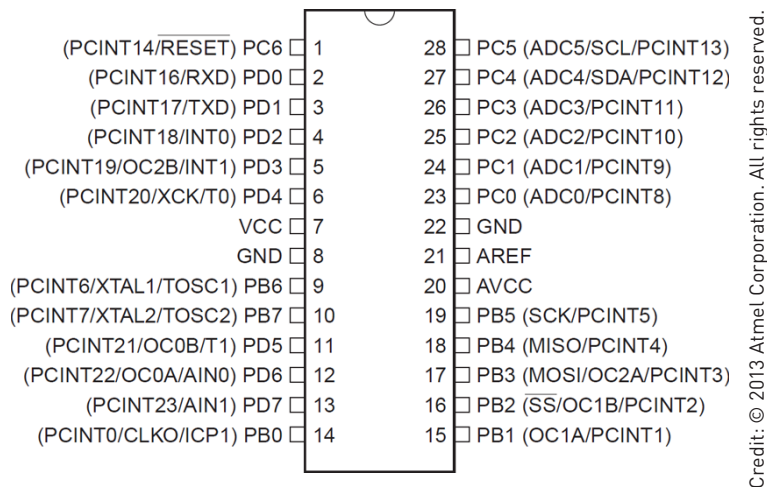 (PCINT14/RESET) PC6 1 28 PC5 (ADC5/SCL/PCINT13)
(PCINT16/RXD) PD0 2 27 PC4 (ADC4/SDA/PCINT12)
(PCINT17/TXD) PD1 3 26 PC3 (ADC3/PCINT11)
(PCINT18/INT0) PD2 4 25 PC2 (ADC2/PCINT10)
(PCINT19/OC2B/INT1) PD3 5 24 PC1 (ADC1/PCINT9)
(PCINT20/XCK/T0) PD4 6 23 PC0 (ADC0/PCINT8)
VCC 7 22 GND
GND 8 21 AREF
(PCINT6/XTAL1/TOSC1) PB6 9 20 AVCC
(PCINT7/XTAL2/TOSC2) PB7 10 19 PB5 (SCK/PCINT5)
(PCINT21/OC0B/T1) PD5 11 18 PB4 (MISO/PCINT4)
(PCINT22/OC0A/AIN0) PD6 12 17 PB3 (MOSI/OC2A/PCINT3)
(PCINT23/AIN1) PD7 13 16 PB2 (SS/OC1B/PCINT2)
(PCINT0/CLKO/ICP1) PB0 14 15 PB1 (OC1A/PCINT1)
Credit: © 2013 Atmel Corporation. All rights reserved.